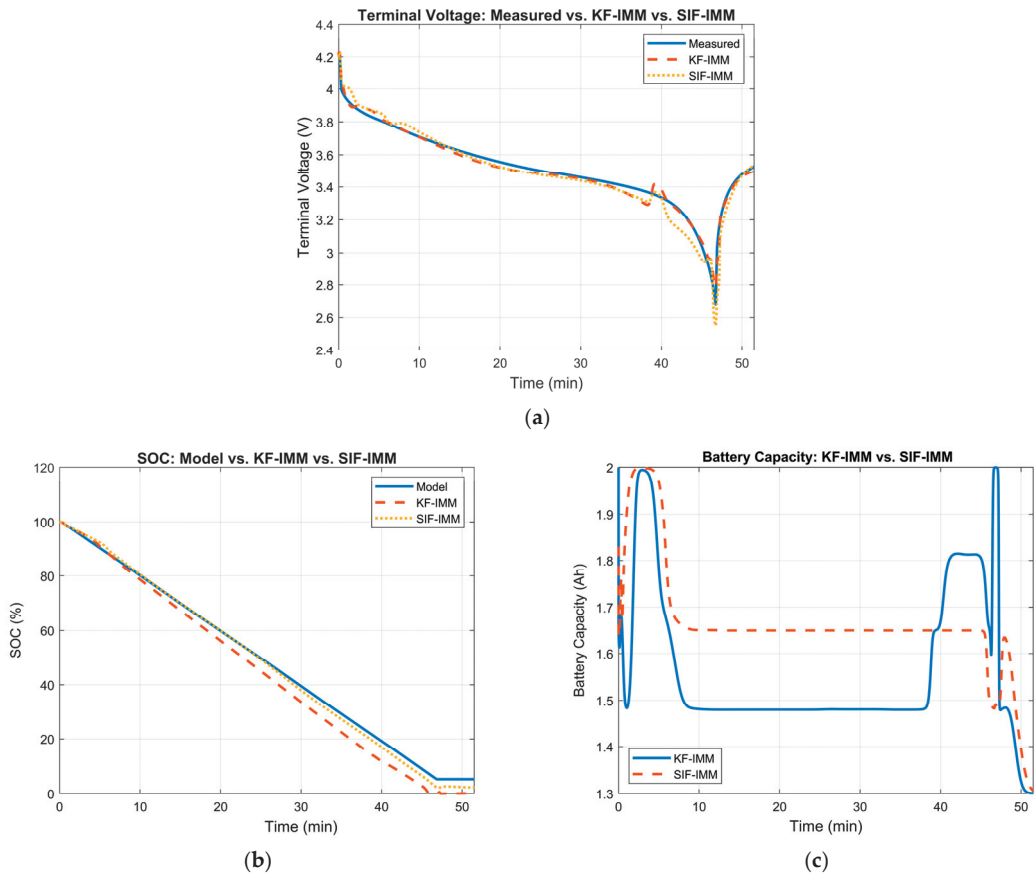 Terminal Voltage: Measured vs. KF-IMM vs. SIF-IMM
Terminal Voltage (V)
4.4
4.2
4
3.8
3.6
3.4
3.2
3
2.8
2.6
2.4
Measured
KF-IMM
SIF-IMM
0 10 20 30 40 50
Time (min)
(a)
SOC: Model vs. KF-IMM vs. SIF-IMM
SOC (%)
120
100
80
60
40
20
0
Model
KF-IMM
SIF-IMM
0 10 20 30 40 50
Time (min)
(b)
Battery Capacity: KF-IMM vs. SIF-IMM
Battery Capacity (Ah)
2
1.9
1.8
1.7
1.6
1.5
1.4
1.3
KF-IMM
SIF-IMM
0 10 20 30 40 50
Time (min)
(c)